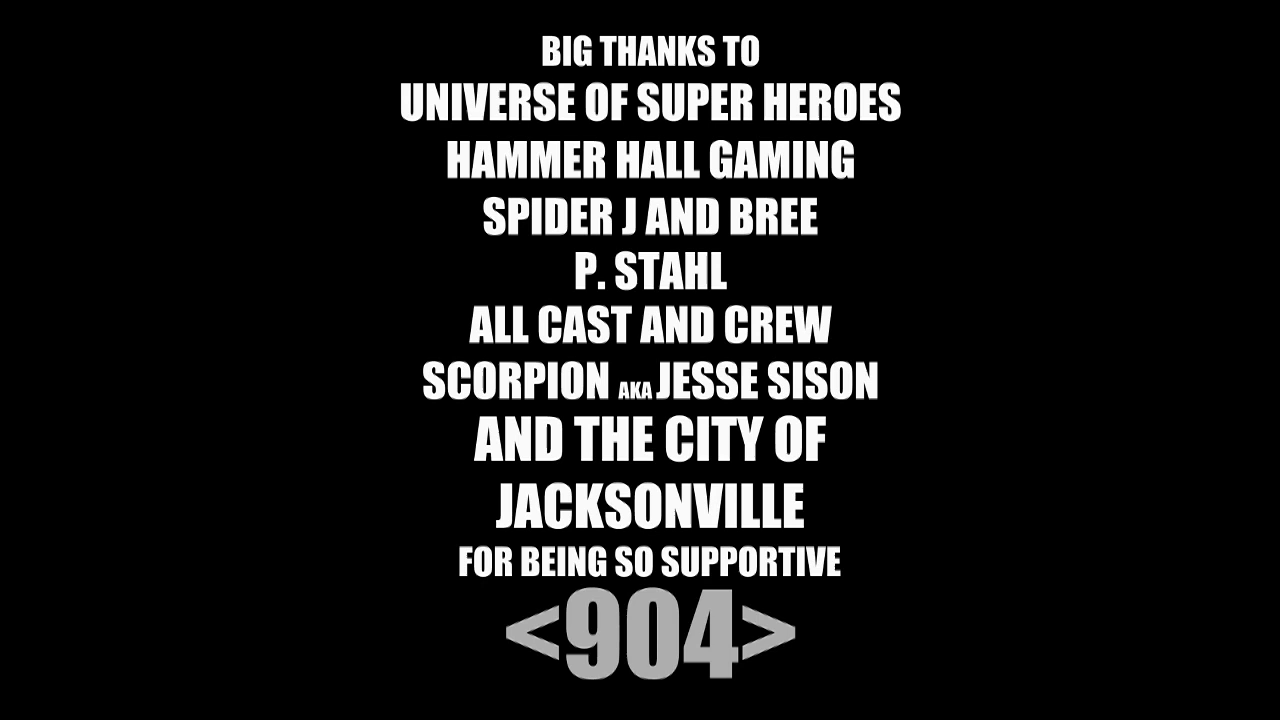 BIG THANKS TO
UNIVERSE OF SUPER HEROES
HAMMER HALL GAMING
SPIDER J AND BREE
P. STAHL
ALL CAST AND CREW
SCORPION AKA JESSE SISON
AND THE CITY OF
JACKSONVILLE
FOR BEING SO SUPPORTIVE
<904>